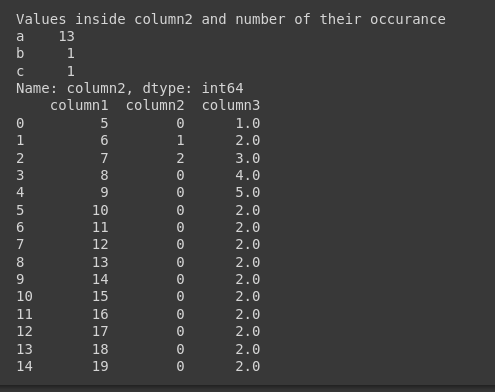 Values inside column2 and number of their occurance
a    13
b     1
c     1
Name: column2, dtype: int64
    column1  column2  column3
0         5        0      1.0
1         6        1      2.0
2         7        2      3.0
3         8        0      4.0
4         9        0      5.0
5        10        0      2.0
6        11        0      2.0
7        12        0      2.0
8        13        0      2.0
9        14        0      2.0
10       15        0      2.0
11       16        0      2.0
12       17        0      2.0
13       18        0      2.0
14       19        0      2.0